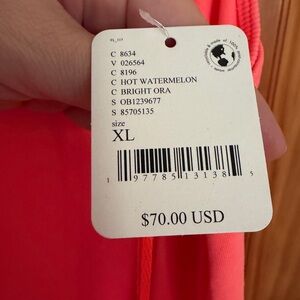 C 8634
V 026564
C 8196
C HOT WATERMELON
C BRIGHT ORA
S OB1239677
S 85705135
size
XL
1 97785 13138 5
$70.00 USD